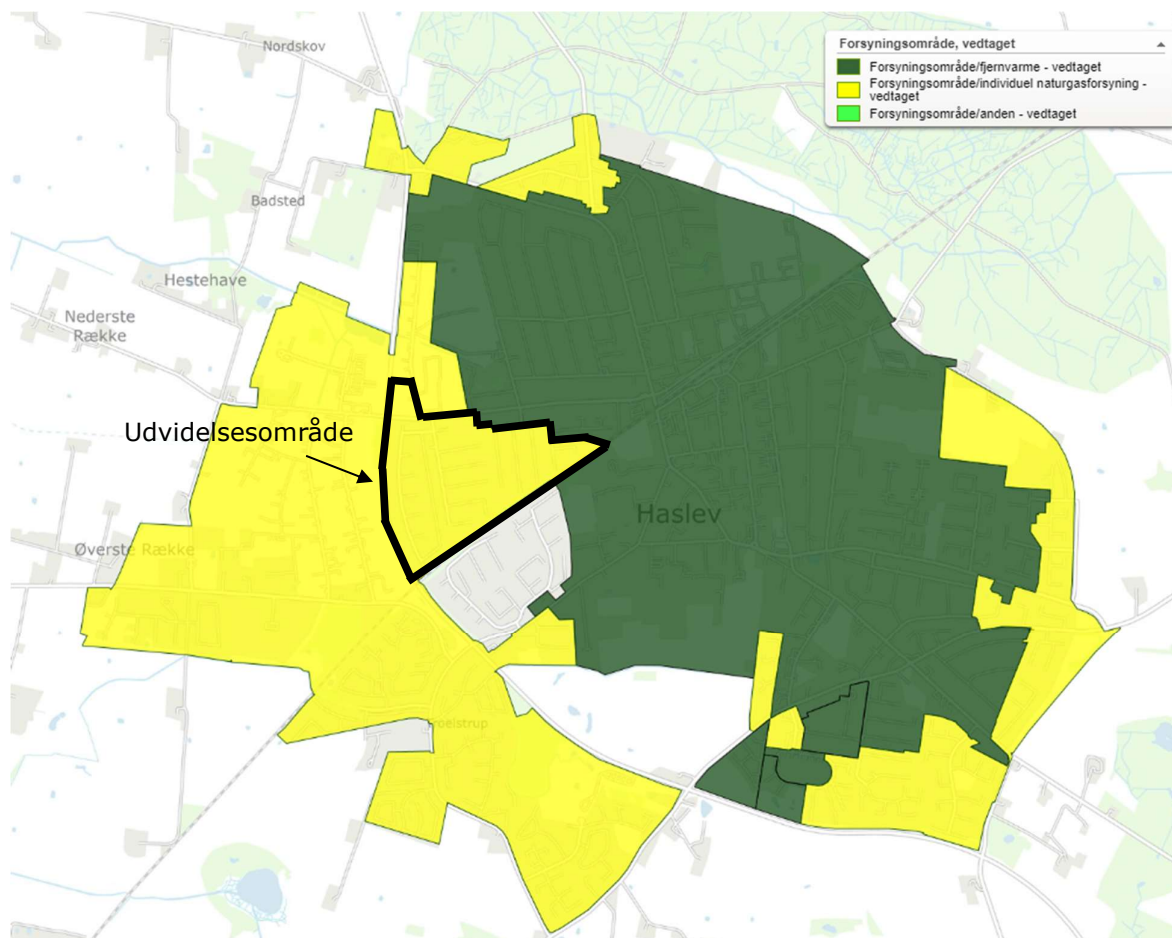 Nordskov
Forsyningsområde, vedtaget
Forsyningsområde/fjernvarme - vedtaget
Forsyningsområde/individuel naturgasforsyning -
vedtaget
Forsyningsområde/anden - vedtaget
Badsted
Hestehave
Nederste
Række
Udvidelsesområde
Haslev
Øverste Række
Troelstrup